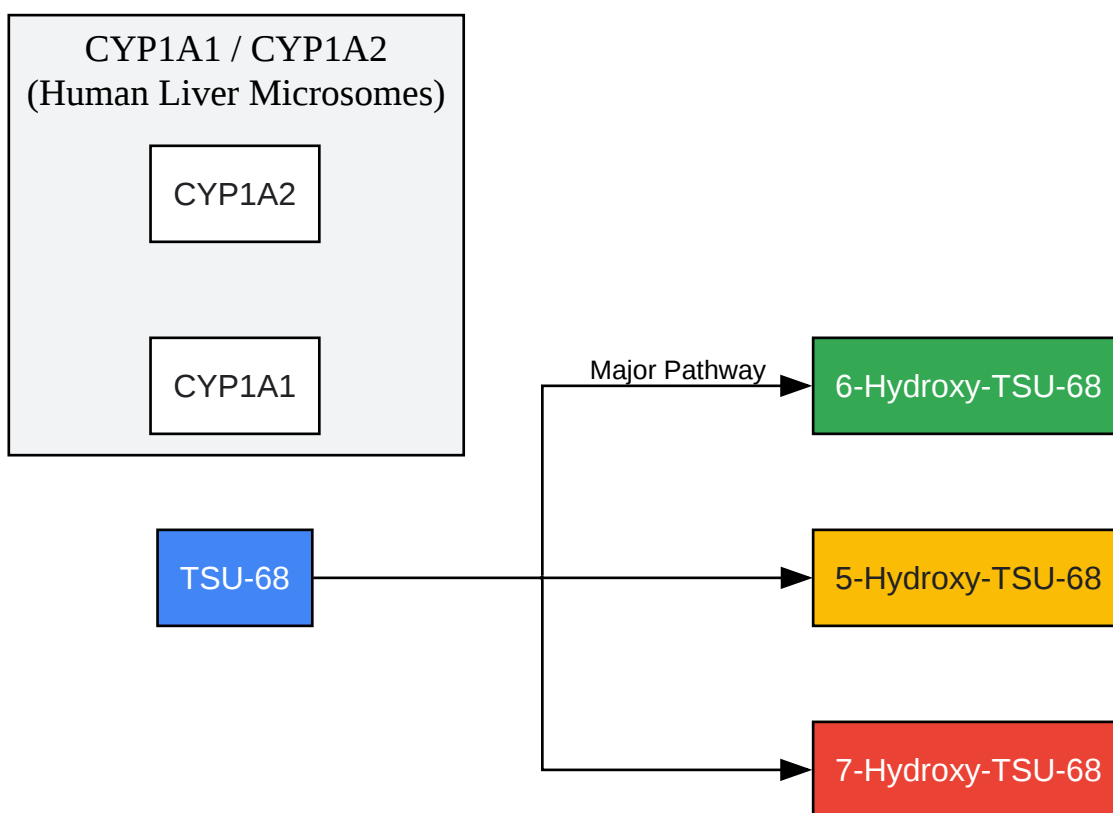 CYP1A1 / CYP1A2
(Human Liver Microsomes)
CYP1A2
CYP1A1
Major Pathway
6-Hydroxy-TSU-68
TSU-68
5-Hydroxy-TSU-68
7-Hydroxy-TSU-68